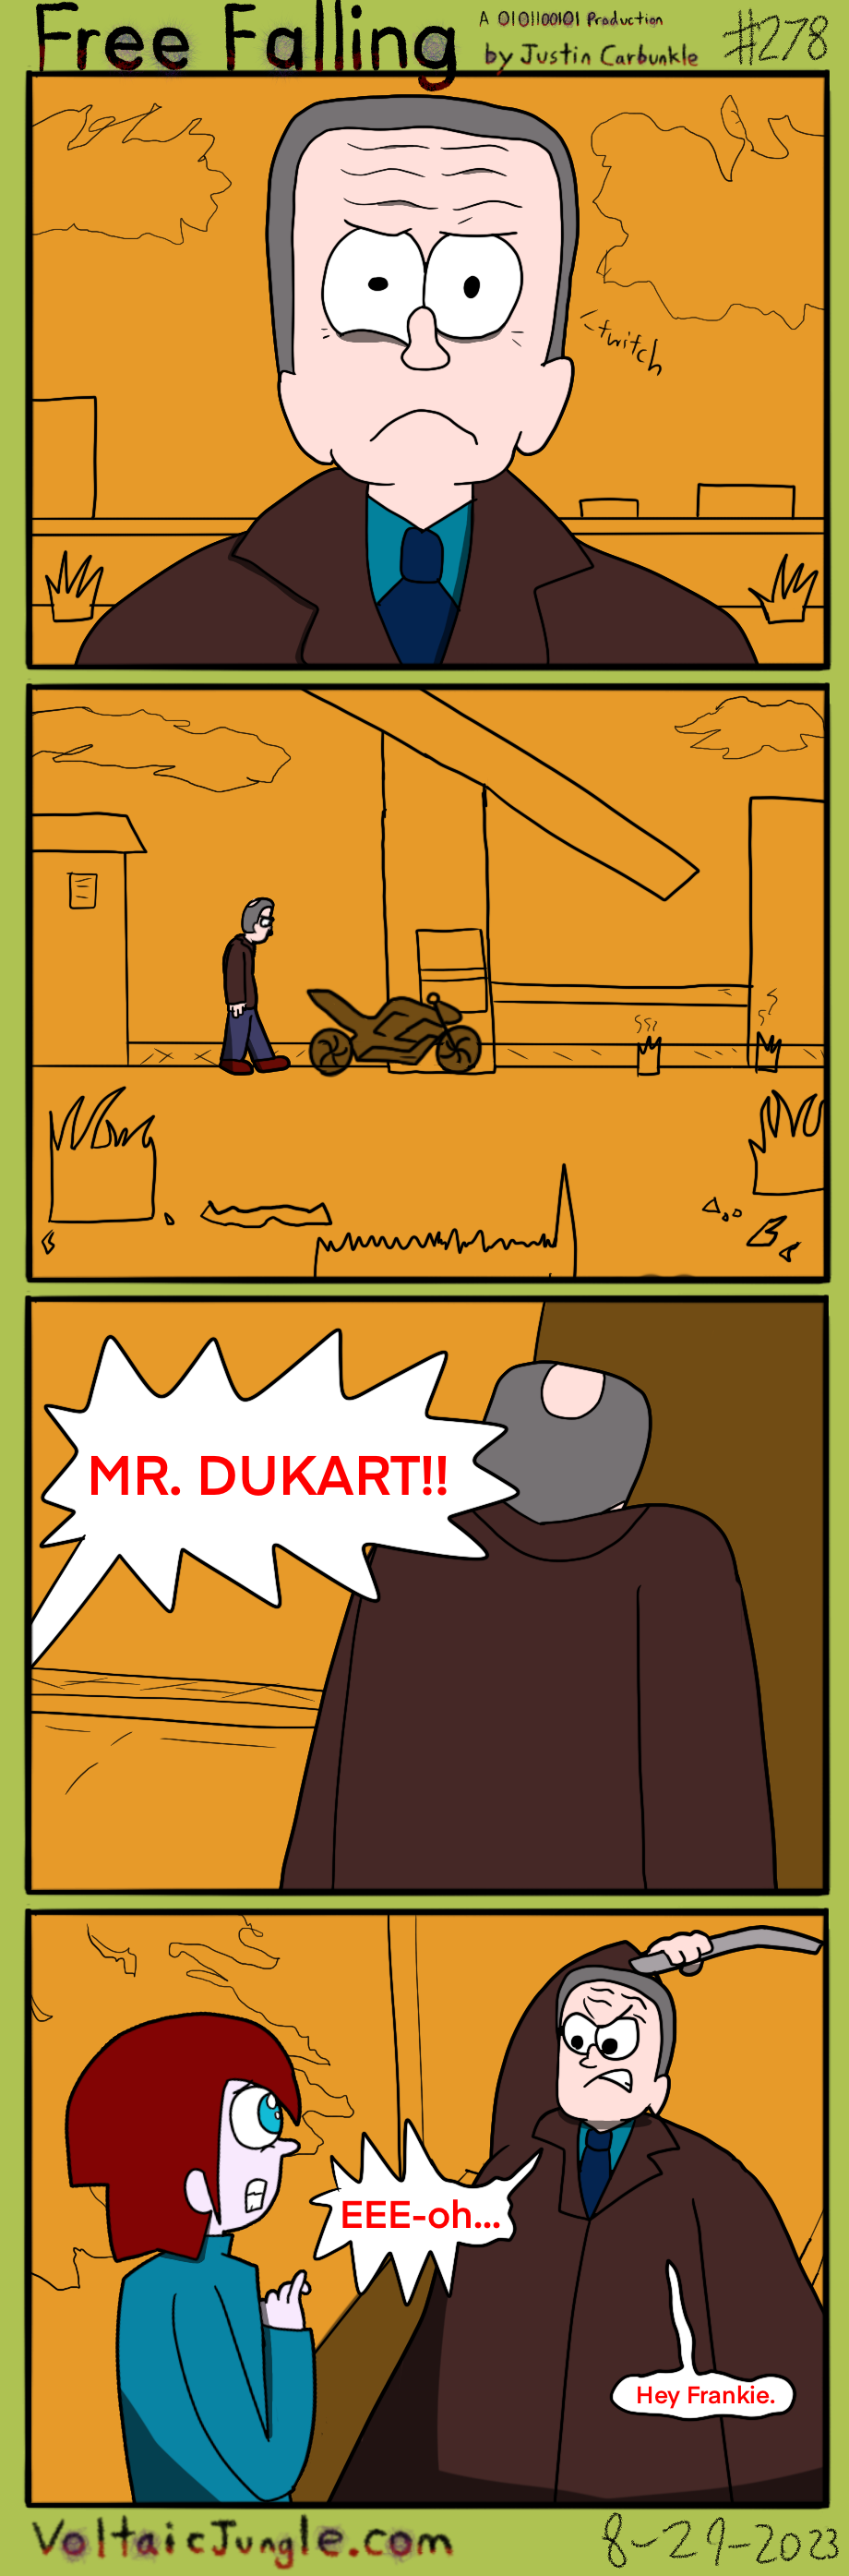 Free Falling
A 0101100101 Production
by Justin Carbunkle
#278
<twitch
MR. DUKART!!
EEE-oh...
Hey Frankie.
VoltaicJungle.com
8-29-2023